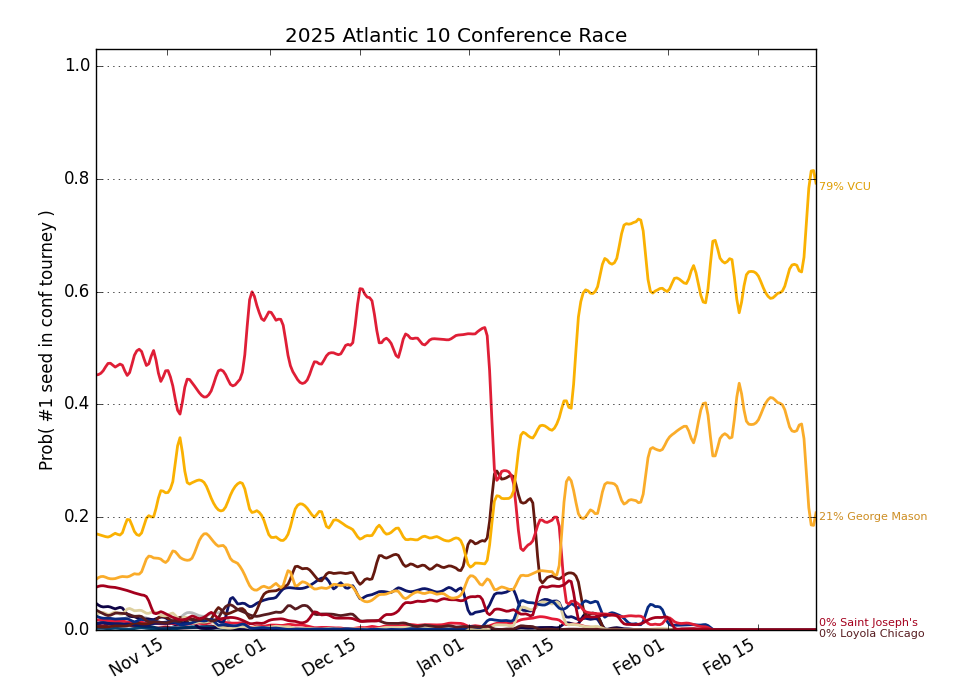 2025 Atlantic 10 Conference Race
Prob( #1 seed in conf tourney )
1.0
0.8
0.6
0.4
0.2
0.0
79% VCU
21% George Mason
0% Saint Joseph's
0% Loyola Chicago
Nov 15
Dec 01
Dec 15
Jan 01
Jan 15
Feb 01
Feb 15